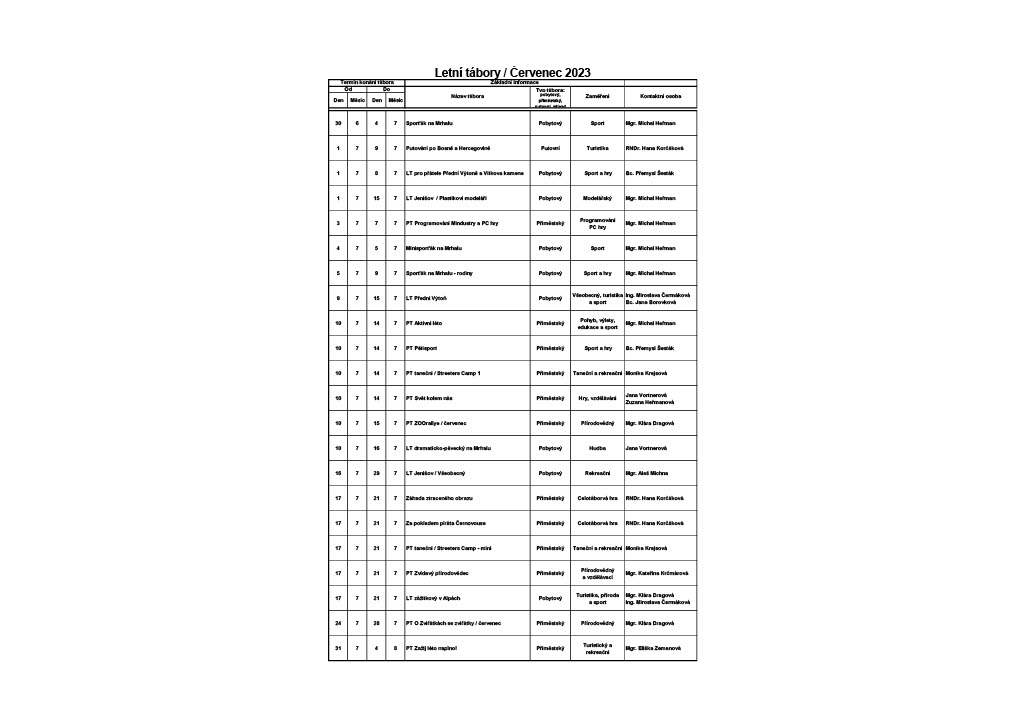 Letní tábory / Červenec 2023
Termín konání tábora Základní informace
Od Do
Den Měsíc Den Měsíc Název tábora Typ tábora: pobytový, příměstský, Zaměření Kontaktní osoba
30 6 4 7 Sporťák na Mrhalu Pobytový Sport Mgr. Michal Heřman
1 7 9 7 Putování po Bosně a Hercegovině Putovní Turistika RNDr. Hana Korčáková
1 7 8 7 LT pro přátele Přední Výtoně a Vítkova kamene Pobytový Sport a hry Bc. Přemysl Šesták
1 7 15 7 LT Jenišov / Plastikoví modeláři Pobytový Modelářský Mgr. Michal Heřman
3 7 7 7 PT Programování Mindustry a PC hry Příměstský Programování PC hry Mgr. Michal Heřman
4 7 5 7 Minisporťák na Mrhalu Pobytový Sport Mgr. Michal Heřman
5 7 9 7 Sporťák na Mrhalu - rodiny Pobytový Sport a hry Mgr. Michal Heřman
9 7 15 7 LT Přední Výtoň Pobytový Všeobecný, turistika a sport Ing. Miroslava Čermáková Bc. Jana Borovková
10 7 14 7 PT Aktivní léto Příměstský Pohyb, výlety, edukace a sport Mgr. Michal Heřman
10 7 14 7 PT Pětisport Příměstský Sport a hry Bc. Přemysl Šesták
10 7 14 7 PT taneční / Streeters Camp 1 Příměstský Taneční a rekreační Monika Krejsová
10 7 14 7 PT Svět kolem nás Příměstský Hry, vzdělávání Jana Vortnerová Zuzana Heřmanová
10 7 15 7 PT ZOOrallye / červenec Příměstský Přírodovědný Mgr. Klára Dragová
10 7 16 7 LT dramaticko-pěvecký na Mrhalu Pobytový Hudba Jana Vortnerová
16 7 29 7 LT Jenišov / Všeobecný Pobytový Rekreační Mgr. Aleš Michna
17 7 21 7 Záhada ztraceného obrazu Příměstský Celotáborvá hra RNDr. Hana Korčáková
17 7 21 7 Za pokladem piráta Černovouse Příměstský Celotáborvá hra RNDr. Hana Korčáková
17 7 21 7 PT taneční / Streeters Camp - mini Příměstský Taneční a rekreační Monika Krejsová
17 7 21 7 PT Zvídavý přírodovědec Příměstský Přírodovědný a vzdělávací Mgr. Kateřina Krčmárová
17 7 21 7 LT zážitkový v Alpách Pobytový Turistika, příroda a sport Mgr. Klára Dragová Ing. Miroslava Čermáková
24 7 28 7 PT O Zvířátkách se zvířátky / červenec Příměstský Přírodovědný Mgr. Klára Dragová
31 7 4 8 PT Zažij léto naplno! Příměstský Turistický a rekreační Mgr. Eliška Zemanová